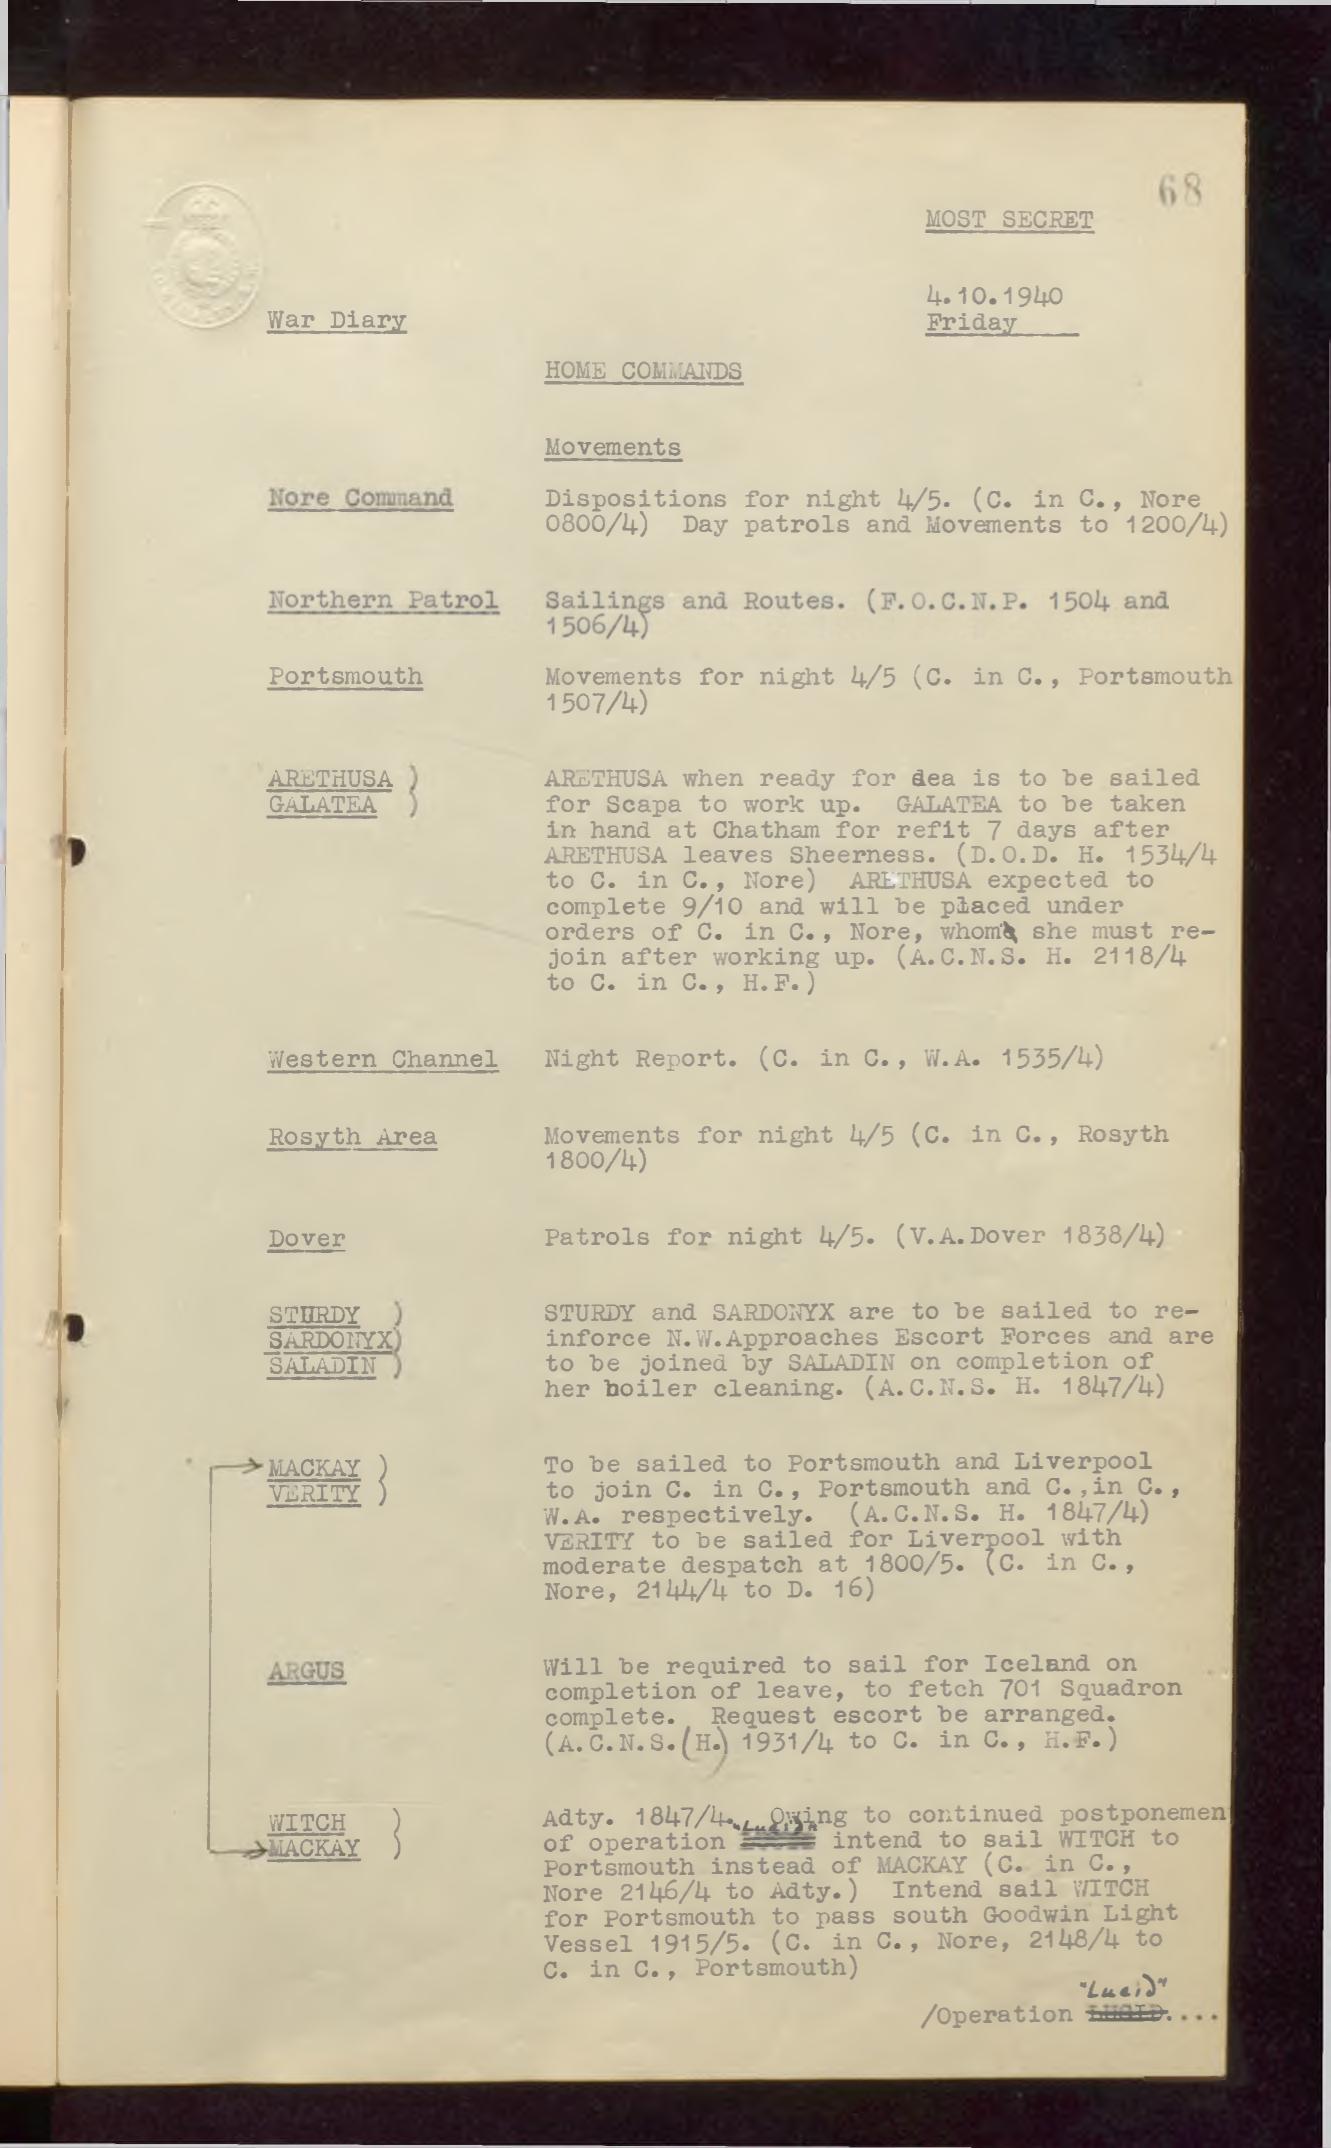 68
MOST SECRET
4.10.1940
War Diary
Friday
HOME COMMANDS
Movements
Nore Command Dispositions for night 4/5. (C. in C., Nore
0800/4) Day patrols and Movements to 1200/4)
Northern Patrol Sailings and Routes. (F.O.C.N.P. 1504 and
1506/4)
Portsmouth Movements for night 4/5 (C. in C., Portsmouth
1507/4)
ARETHUSA ) ARETHUSA when ready for dea is to be sailed
GALATEA ) for Scapa to work up. GALATEA to be taken
in hand at Chatham for refit 7 days after
ARETHUSA leaves Sheerness. (D.O.D. H. 1534/4
to C. in C., Nore) ARETHUSA expected to
complete 9/10 and will be placed under
orders of C. in C., Nore, whom she must re-
join after working up. (A.C.N.S. H. 2118/4
to C. in C., H.F.)
Western Channel Night Report. (C. in C., W.A. 1535/4)
Rosyth Area Movements for night 4/5 (C. in C., Rosyth
1800/4)
Dover Patrols for night 4/5. (V.A.Dover 1838/4)
STURDY ) STURDY and SARDONYX are to be sailed to re-
SARDONYX) inforce N.W.Approaches Escort Forces and are
SALADIN ) to be joined by SALADIN on completion of
her boiler cleaning. (A.C.N.S. H. 1847/4)
MACKAY ) To be sailed to Portsmouth and Liverpool
VERITY ) to join C. in C., Portsmouth and C.,in C.,
W.A. respectively. (A.C.N.S. H. 1847/4)
VERITY to be sailed for Liverpool with
moderate despatch at 1800/5. (C. in C.,
Nore, 2144/4 to D. 16)
ARGUS Will be required to sail for Iceland on
completion of leave, to fetch 701 Squadron
complete. Request escort be arranged.
(A.C.N.S.(H.) 1931/4 to C. in C., H.F.)
WITCH ) Adty. 1847/4. Owing to continued postponemen
MACKAY ) of operation "Lucid" intend to sail WITCH to
Portsmouth instead of MACKAY (C. in C.,
Nore 2146/4 to Adty.) Intend sail WITCH
for Portsmouth to pass south Goodwin Light
Vessel 1915/5. (C. in C., Nore, 2148/4 to
C. in C., Portsmouth)
"Lucid"
/Operation LUCID....